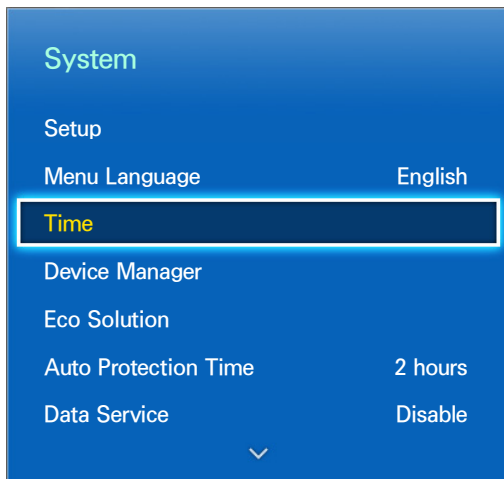 System
Setup
Menu Language English
Time
Device Manager
Eco Solution
Auto Protection Time 2 hours
Data Service Disable